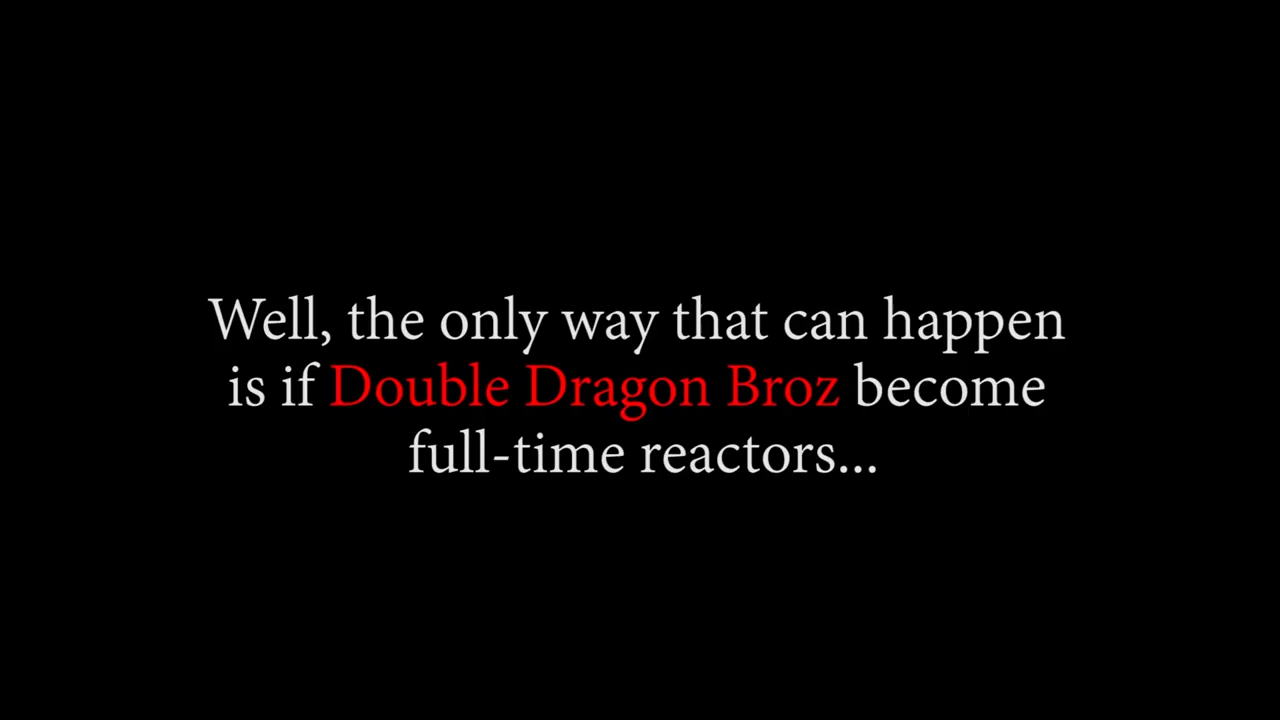 Well, the only way that can happen
is if Double Dragon Broz become
full-time reactors...